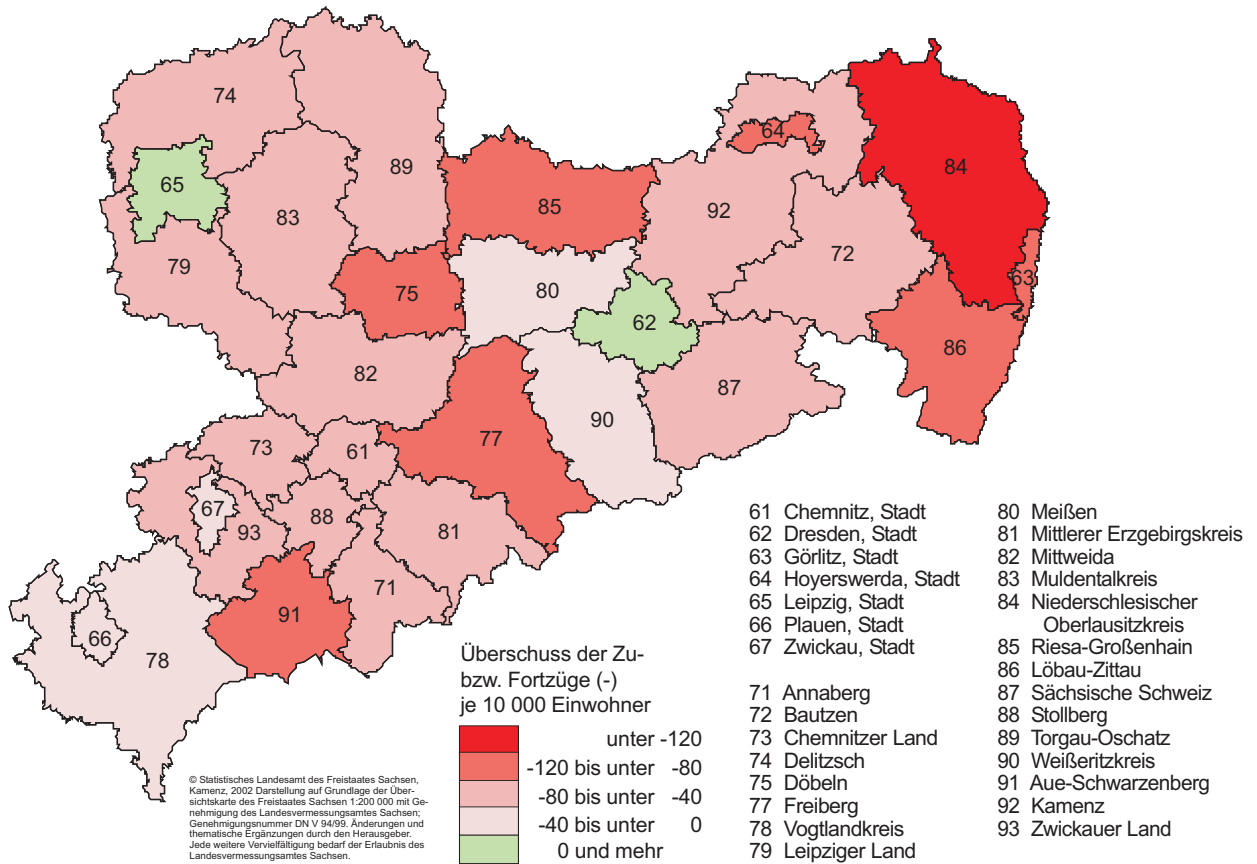 74
89
64
84
65
83
85
92
79
72
75
80
63
62
86
82
87
90
77
73
61
67
93
88
81
71
91
66
78
Überschuss der Zu-
bzw. Fortzüge (-)
je 10 000 Einwohner
unter -120
-120 bis unter -80
-80 bis unter -40
-40 bis unter 0
0 und mehr
61 Chemnitz, Stadt
62 Dresden, Stadt
63 Görlitz, Stadt
64 Hoyerswerda, Stadt
65 Leipzig, Stadt
66 Plauen, Stadt
67 Zwickau, Stadt
71 Annaberg
72 Bautzen
73 Chemnitzer Land
74 Delitzsch
75 Döbeln
77 Freiberg
78 Vogtlandkreis
79 Leipziger Land
80 Meißen
81 Mittlerer Erzgebirgskreis
82 Mittweida
83 Muldentalkreis
84 Niederschlesischer
Oberlausitzkreis
85 Riesa-Großenhain
86 Löbau-Zittau
87 Sächsische Schweiz
88 Stollberg
89 Torgau-Oschatz
90 Weißeritzkreis
91 Aue-Schwarzenberg
92 Kamenz
93 Zwickauer Land
© Statistisches Landesamt des Freistaates Sachsen,
Kamenz, 2002 Darstellung auf Grundlage der Über-
sichtskarte des Freistaates Sachsen 1:200 000 mit Ge-
nehmigung des Landesvermessungsamtes Sachsen;
Genehmigungsnummer DN V 94/99. Änderungen und
thematische Ergänzungen durch den Herausgeber.
Jede weitere Vervielfältigung bedarf der Erlaubnis des
Landesvermessungsamtes Sachsen.